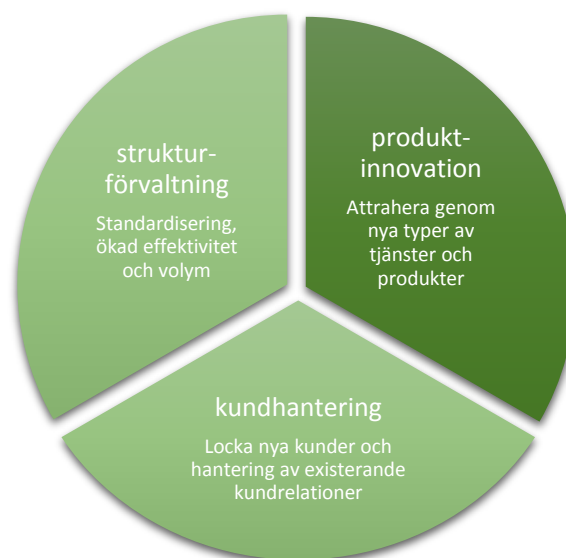 struktur-
förvaltning
Standardisering,
ökad effektivitet
och volym
produkt-
innovation
Attrahera genom
nya typer av
tjänster och
produkter
kundhantering
Locka nya kunder och
hantering av existerande
kundrelationer